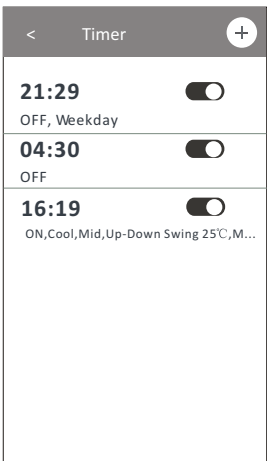 < Timer +
21:29
OFF, Weekday
04:30
OFF
16:19
ON,Cool,Mid,Up-Down Swing 25℃,M...